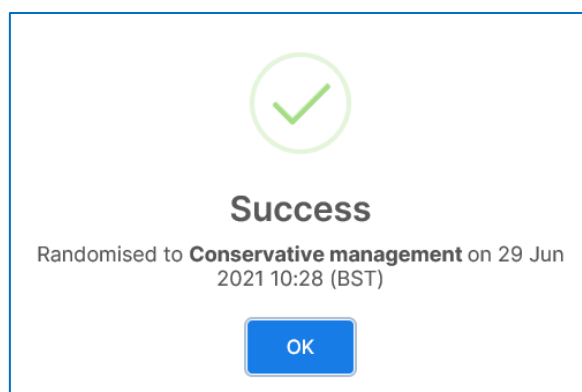 Success
Randomised to Conservative management on 29 Jun
2021 10:28 (BST)
OK